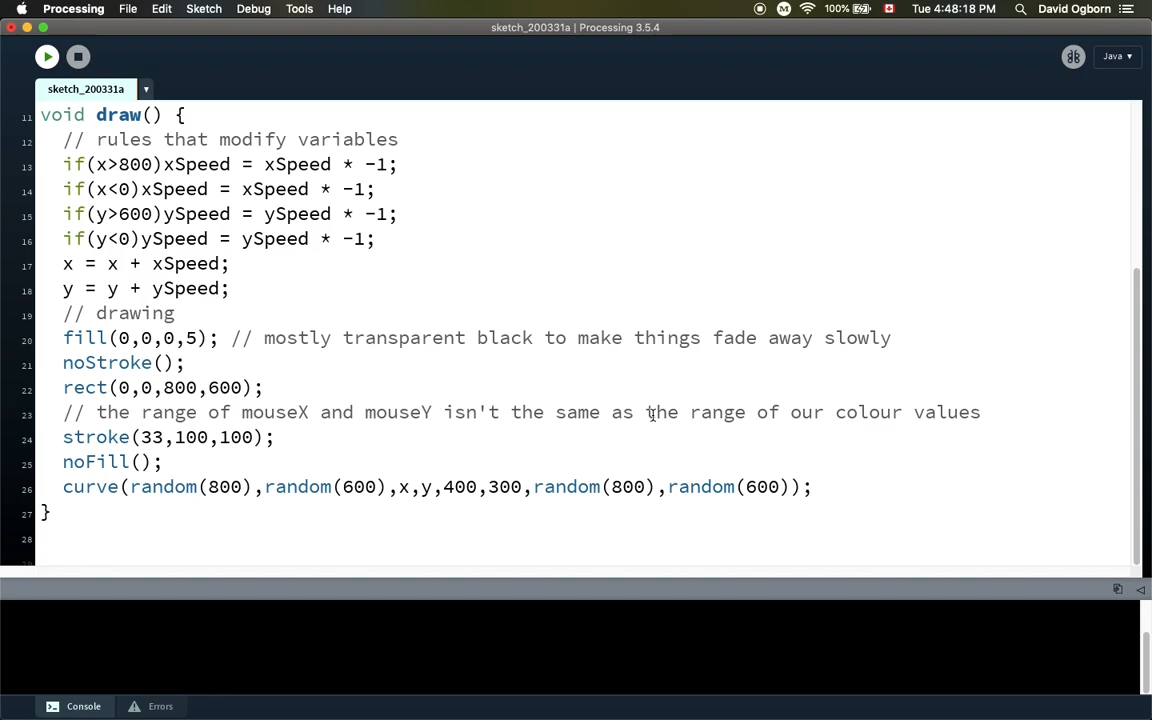 Processing File Edit Sketch Debug Tools Help M 100% Tue 4:48:18 PM David Ogborn
sketch_200331a | Processing 3.5.4
Java ▾
sketch_200331a ▾
11 void draw() {
12 // rules that modify variables
13 if(x>800)xSpeed = xSpeed * -1;
14 if(x<0)xSpeed = xSpeed * -1;
15 if(y>600)ySpeed = ySpeed * -1;
16 if(y<0)ySpeed = ySpeed * -1;
17 x = x + xSpeed;
18 y = y + ySpeed;
19 // drawing
20 fill(0,0,0,5); // mostly transparent black to make things fade away slowly
21 noStroke();
22 rect(0,0,800,600);
23 // the range of mouseX and mouseY isn't the same as the range of our colour values
24 stroke(33,100,100);
25 noFill();
26 curve(random(800),random(600),x,y,400,300,random(800),random(600));
27 }
28
Console Errors